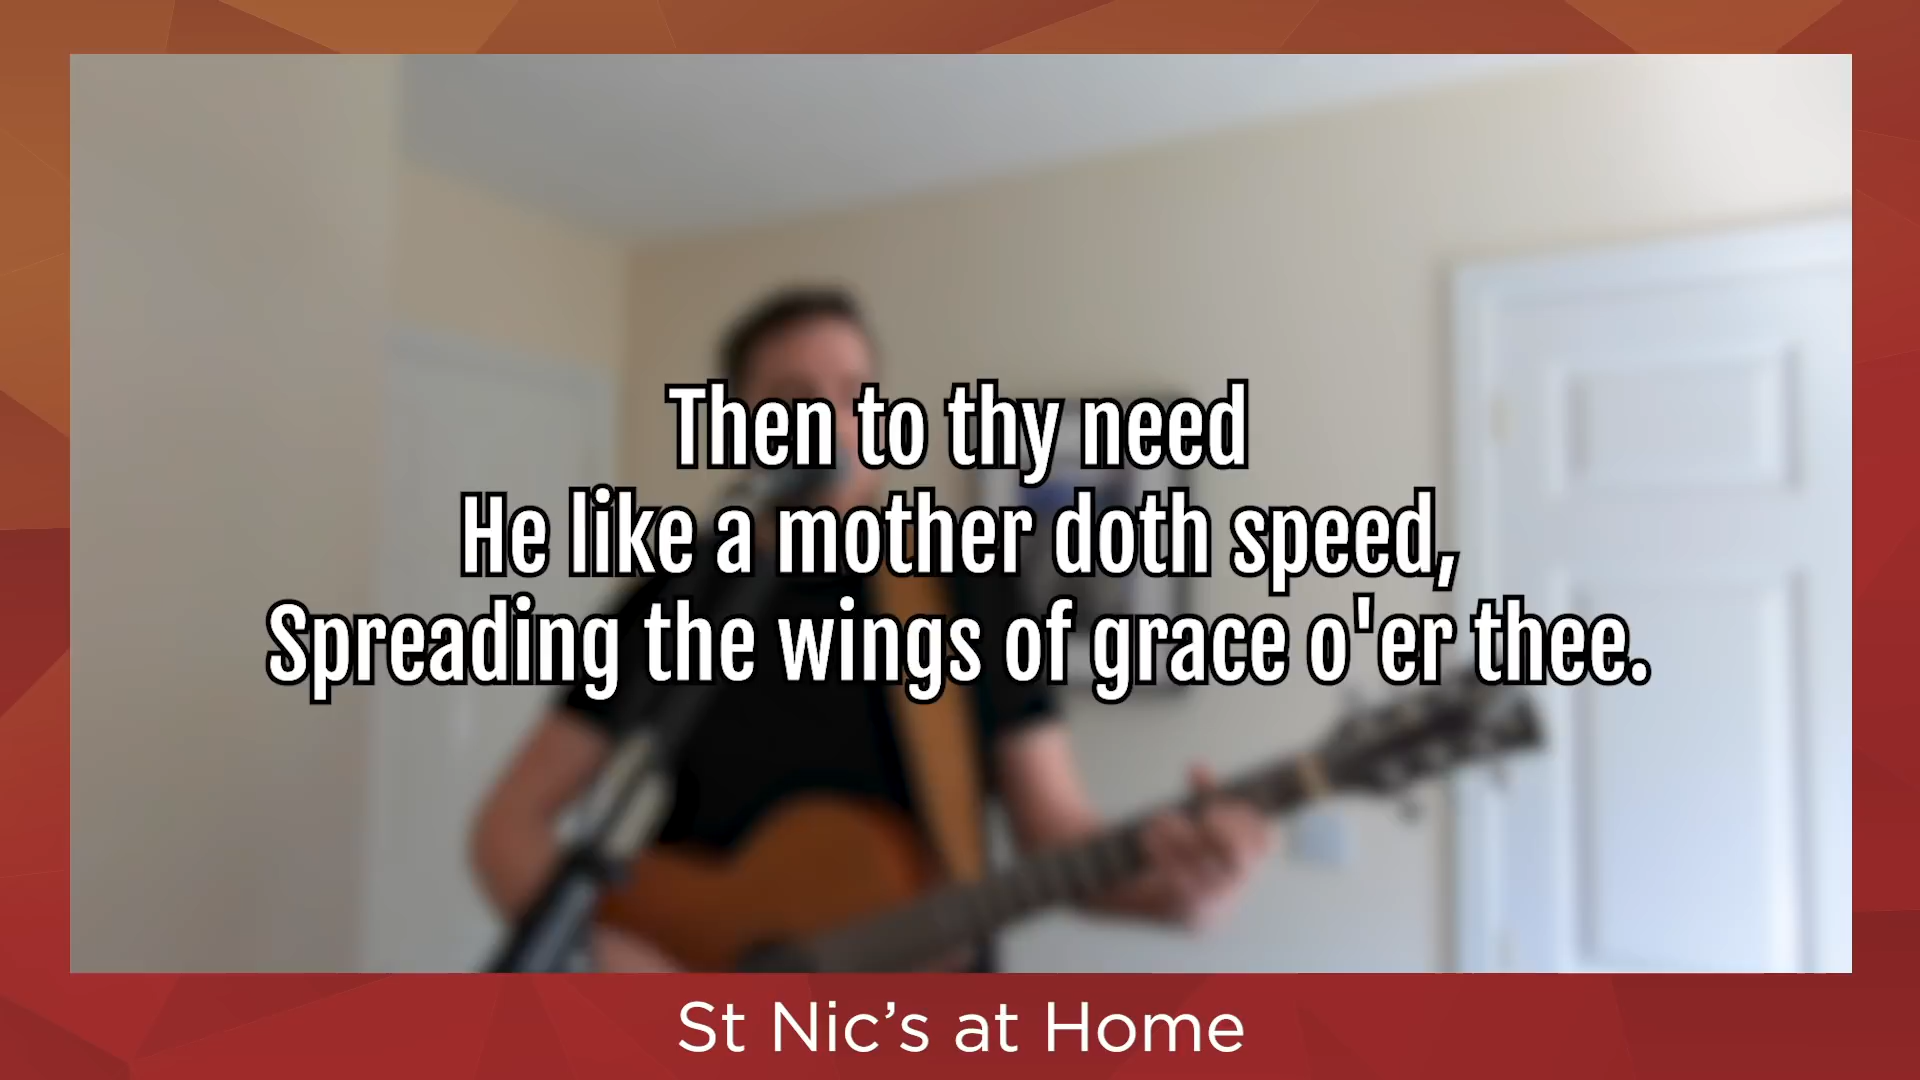 Then to thy need
He like a mother doth speed,
Spreading the wings of grace o'er thee.
St Nic’s at Home